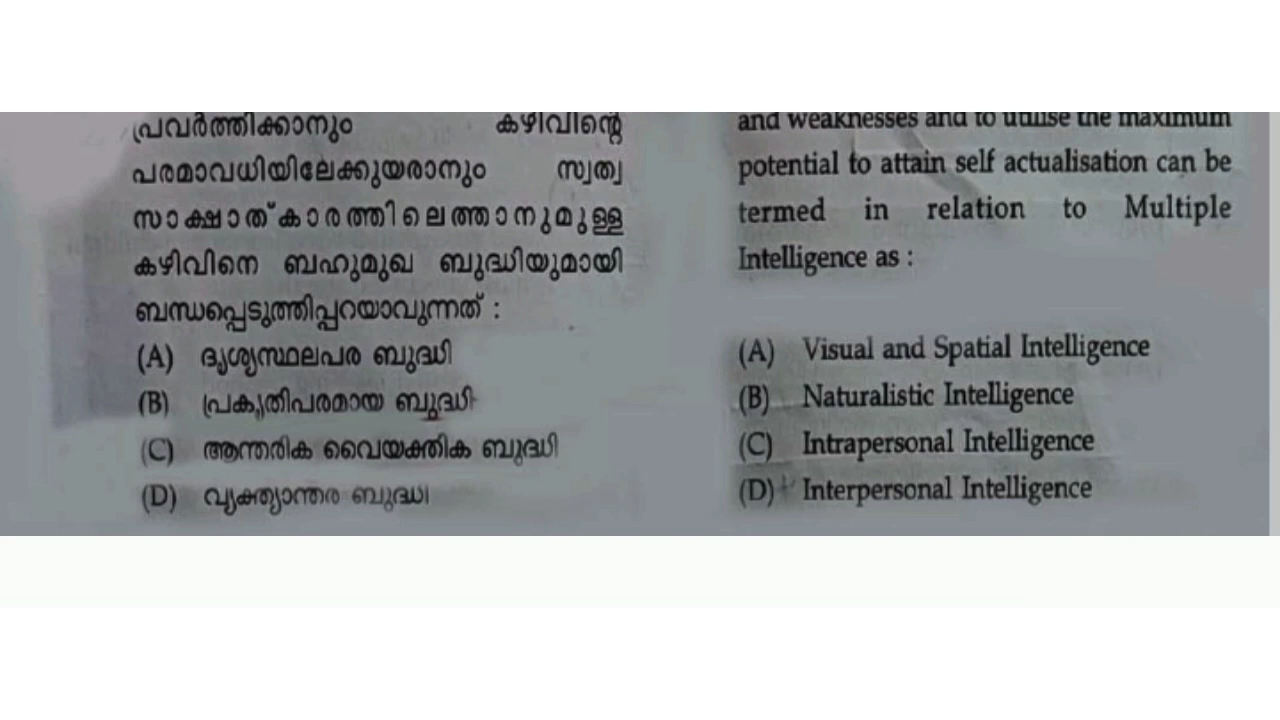 പ്രവർത്തിക്കാനും കഴിവിന്റെ
പരമാവധിയിലേക്കുയരാനും സ്വത്വ
സാക്ഷാത്കാരത്തിലെത്താനുമുള്ള
കഴിവിനെ ബഹുമുഖ ബുദ്ധിയുമായി
ബന്ധപ്പെടുത്തിപ്പറയാവുന്നത് :
(A) ദൃശ്യസ്ഥലപര ബുദ്ധി
(B) പ്രകൃതിപരമായ ബുദ്ധി
(C) ആന്തരിക വൈയക്തിക ബുദ്ധി
(D) വ്യക്ത്യാന്തര ബുദ്ധി
and weaknesses and to utilise the maximum
potential to attain self actualisation can be
termed in relation to Multiple
Intelligence as :
(A) Visual and Spatial Intelligence
(B) Naturalistic Intelligence
(C) Intrapersonal Intelligence
(D) Interpersonal Intelligence